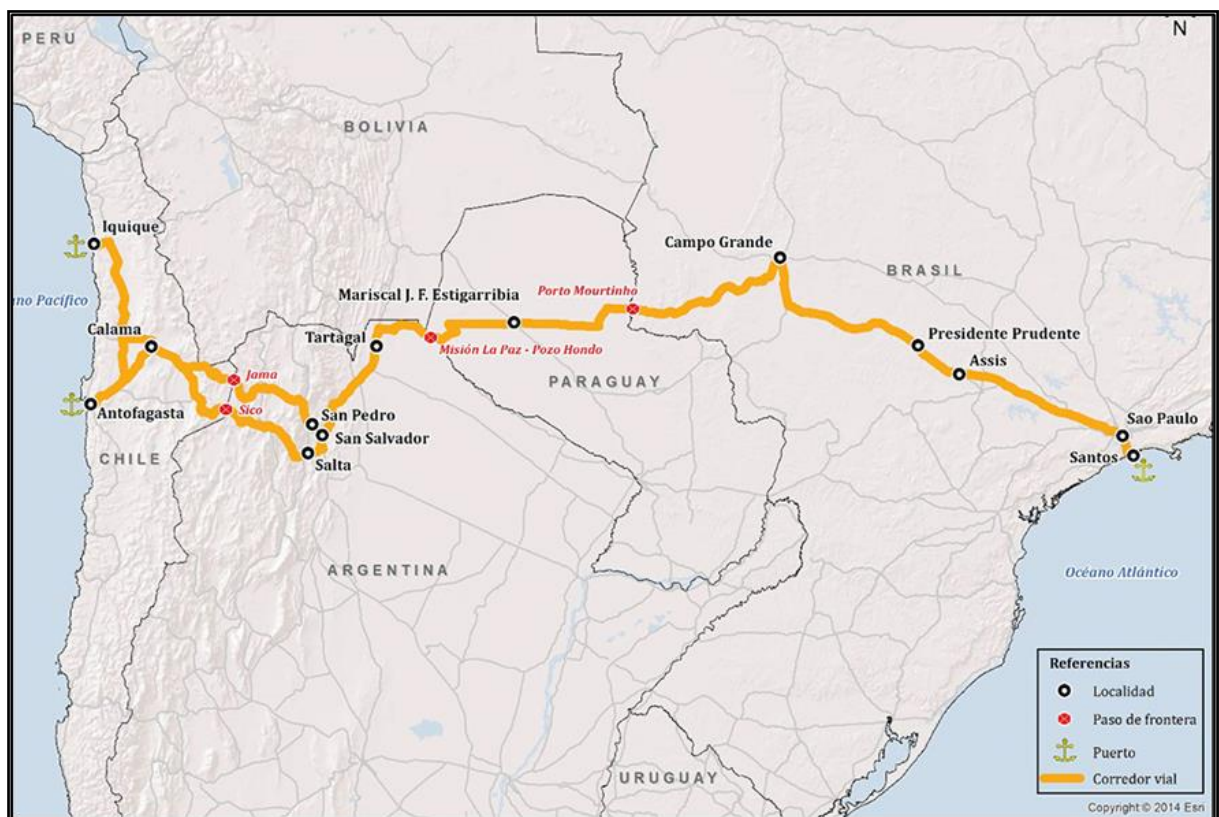 N
PERU
BOLIVIA
Iquique
Campo Grande
BRASIL
Porto Mourtinho
Mariscal J. F. Estigarribia
ano Pacífico
Calama
Tartagal
Presidente Prudente
Misión La Paz - Pozo Hondo
Assis
Jama
PARAGUAY
Antofagasta
Sico
San Pedro
Sao Paulo
San Salvador
CHILE
Salta
Santos
ARGENTINA
Océano Atlántico
Referencias
Localidad
Paso de frontera
Puerto
Corredor vial
URUGUAY
Copyright © 2014 Esri